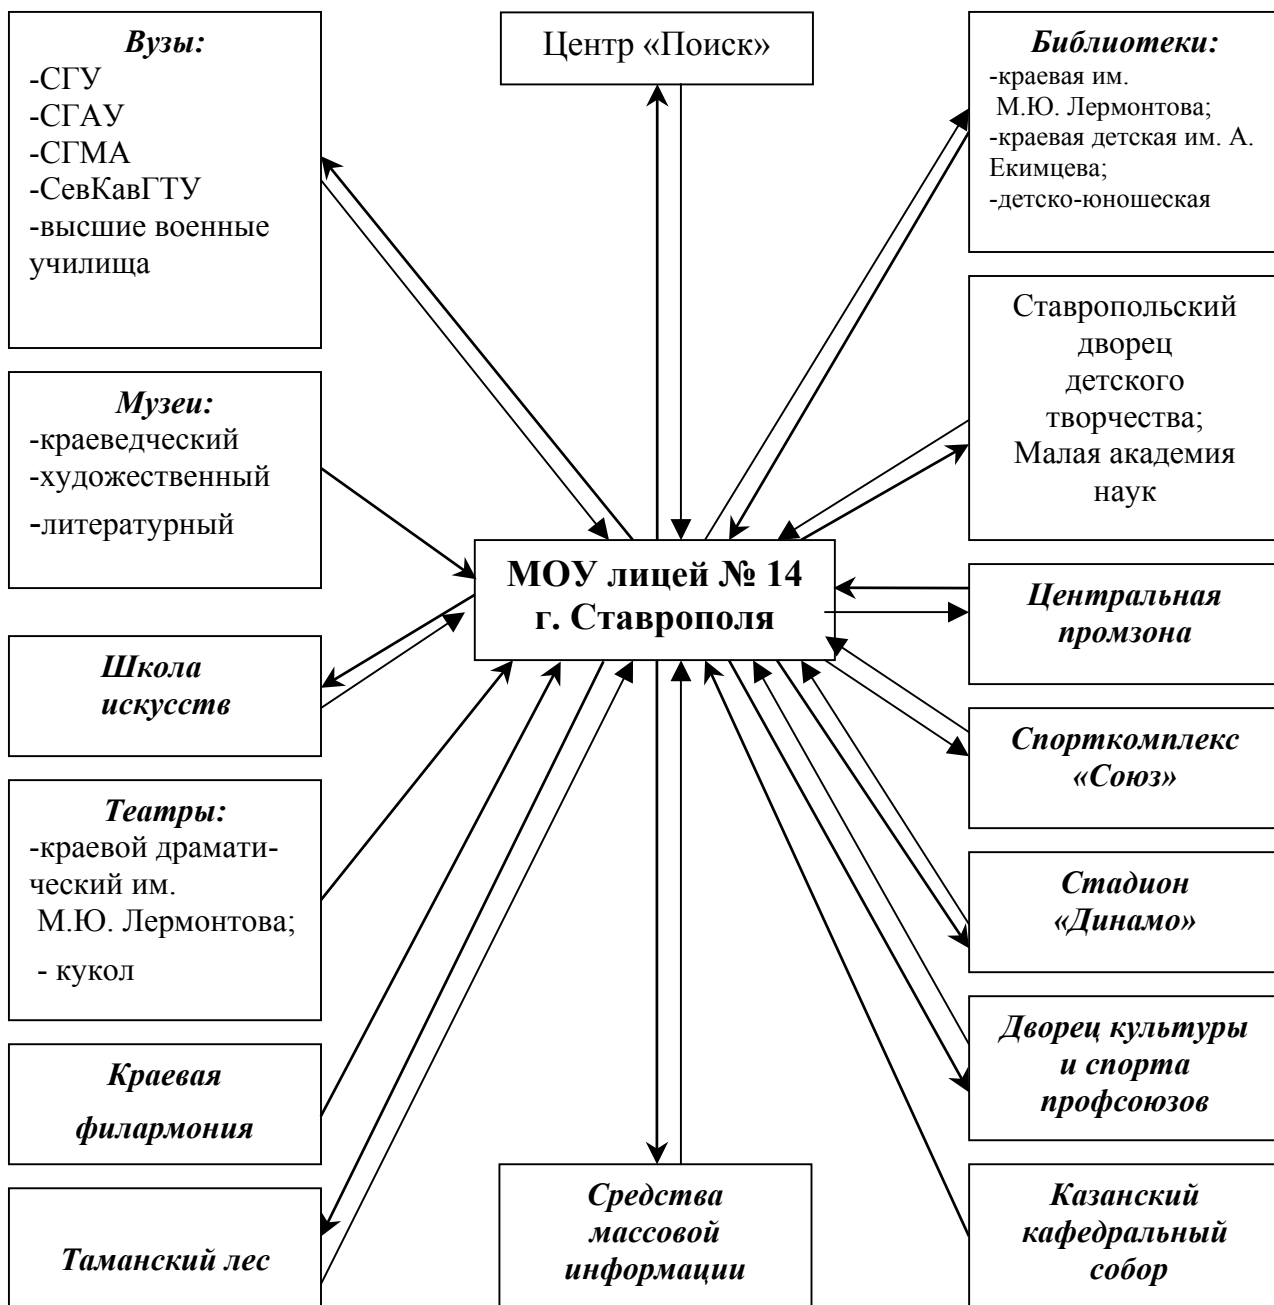 Вузы:
-СГУ
-СГАУ
-СГМА
-СевКавГТУ
-высшие военные
училища
Центр «Поиск»
Библиотеки:
-краевая им.
М.Ю. Лермонтова;
-краевая детская им. А.
Екимцева;
-детско-юношеская
Ставропольский
дворец
детского
творчества;
Малая академия
наук
Музеи:
-краеведческий
-художественный
-литературный
МОУ лицей № 14
г. Ставрополя
Центральная
промзона
Школа
искусств
Спорткомплекс
«Союз»
Театры:
-краевой драмати-
ческий им.
М.Ю. Лермонтова;
- кукол
Стадион
«Динамо»
Краевая
филармония
Дворец культуры
и спорта
профсоюзов
Таманский лес
Средства
массовой
информации
Казанский
кафедральный
собор